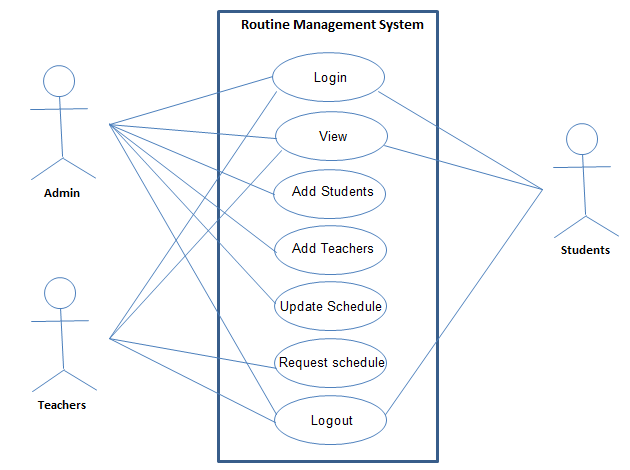 Routine Management System
Login
View
Add Students
Add Teachers
Update Schedule
Request schedule
Logout
Admin
Teachers
Students